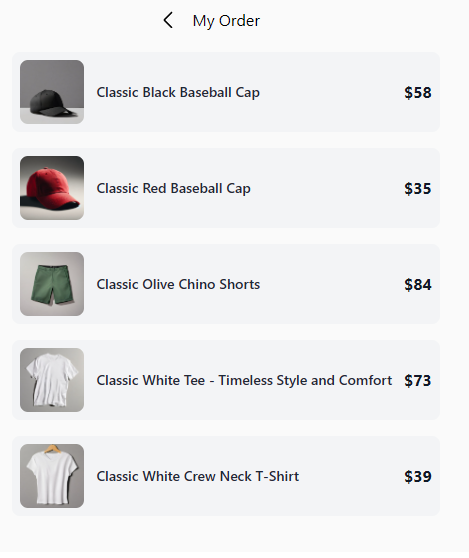 My Order
Classic Black Baseball Cap $58
Classic Red Baseball Cap $35
Classic Olive Chino Shorts $84
Classic White Tee - Timeless Style and Comfort $73
Classic White Crew Neck T-Shirt $39